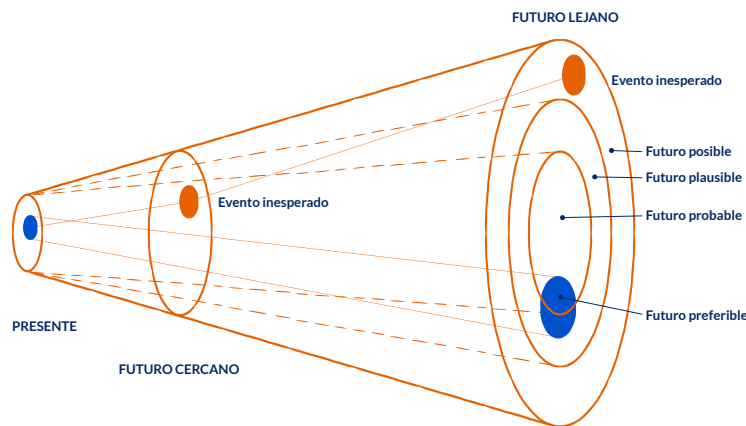 FUTURO LEJANO
Evento inesperado
Futuro posible
Futuro plausible
Evento inesperado
Futuro probable
Futuro preferible
PRESENTE
FUTURO CERCANO